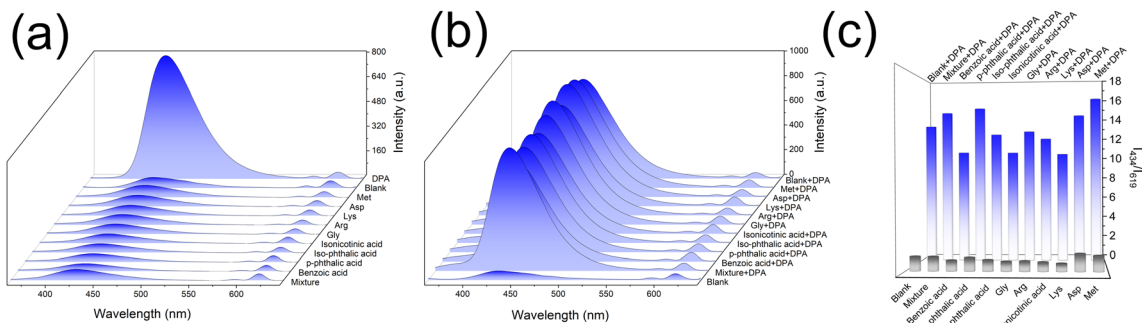 (a)
800
640
480
320
160
Intensity (a.u.)
DPA
Blank
Met
Asp
Lys
Arg
Gly
Isonicotinic acid
Iso-phthalic acid
p-phthalic acid
Benzoic acid
Mixture
400 450 500 550 600
Wavelength (nm)
(b)
1000
800
600
400
200
0
Intensity (a.u.)
Blank+DPA
Met+DPA
Asp+DPA
Lys+DPA
Arg+DPA
Gly+DPA
Isonicotinic acid+DPA
Iso-phthalic acid+DPA
p-phthalic acid+DPA
Benzoic acid+DPA
Mixture+DPA
Blank
400 450 500 550 600
Wavelength (nm)
(c)
Blank+DPA
Mixture+DPA
Benzoic acid+DPA
p-phthalic acid+DPA
Iso-phthalic acid+DPA
Isonicotinic acid+DPA
Gly+DPA
Arg+DPA
Lys+DPA
Asp+DPA
Met+DPA
18
16
14
12
10
8
6
4
2
0
I434/I619
Blank
Mixture
Benzoic acid
phthalic acid
phthalic acid
Gly
Arg
nicotinic acid
Lys
Asp
Met